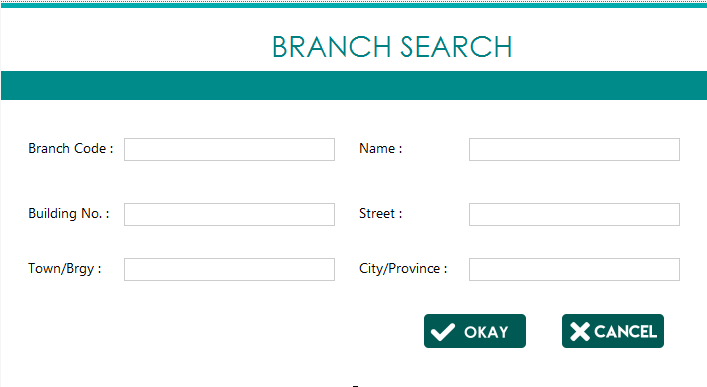 BRANCH SEARCH
Branch Code : Name :
Building No. : Street :
Town/Brgy : City/Province :
OKAY CANCEL